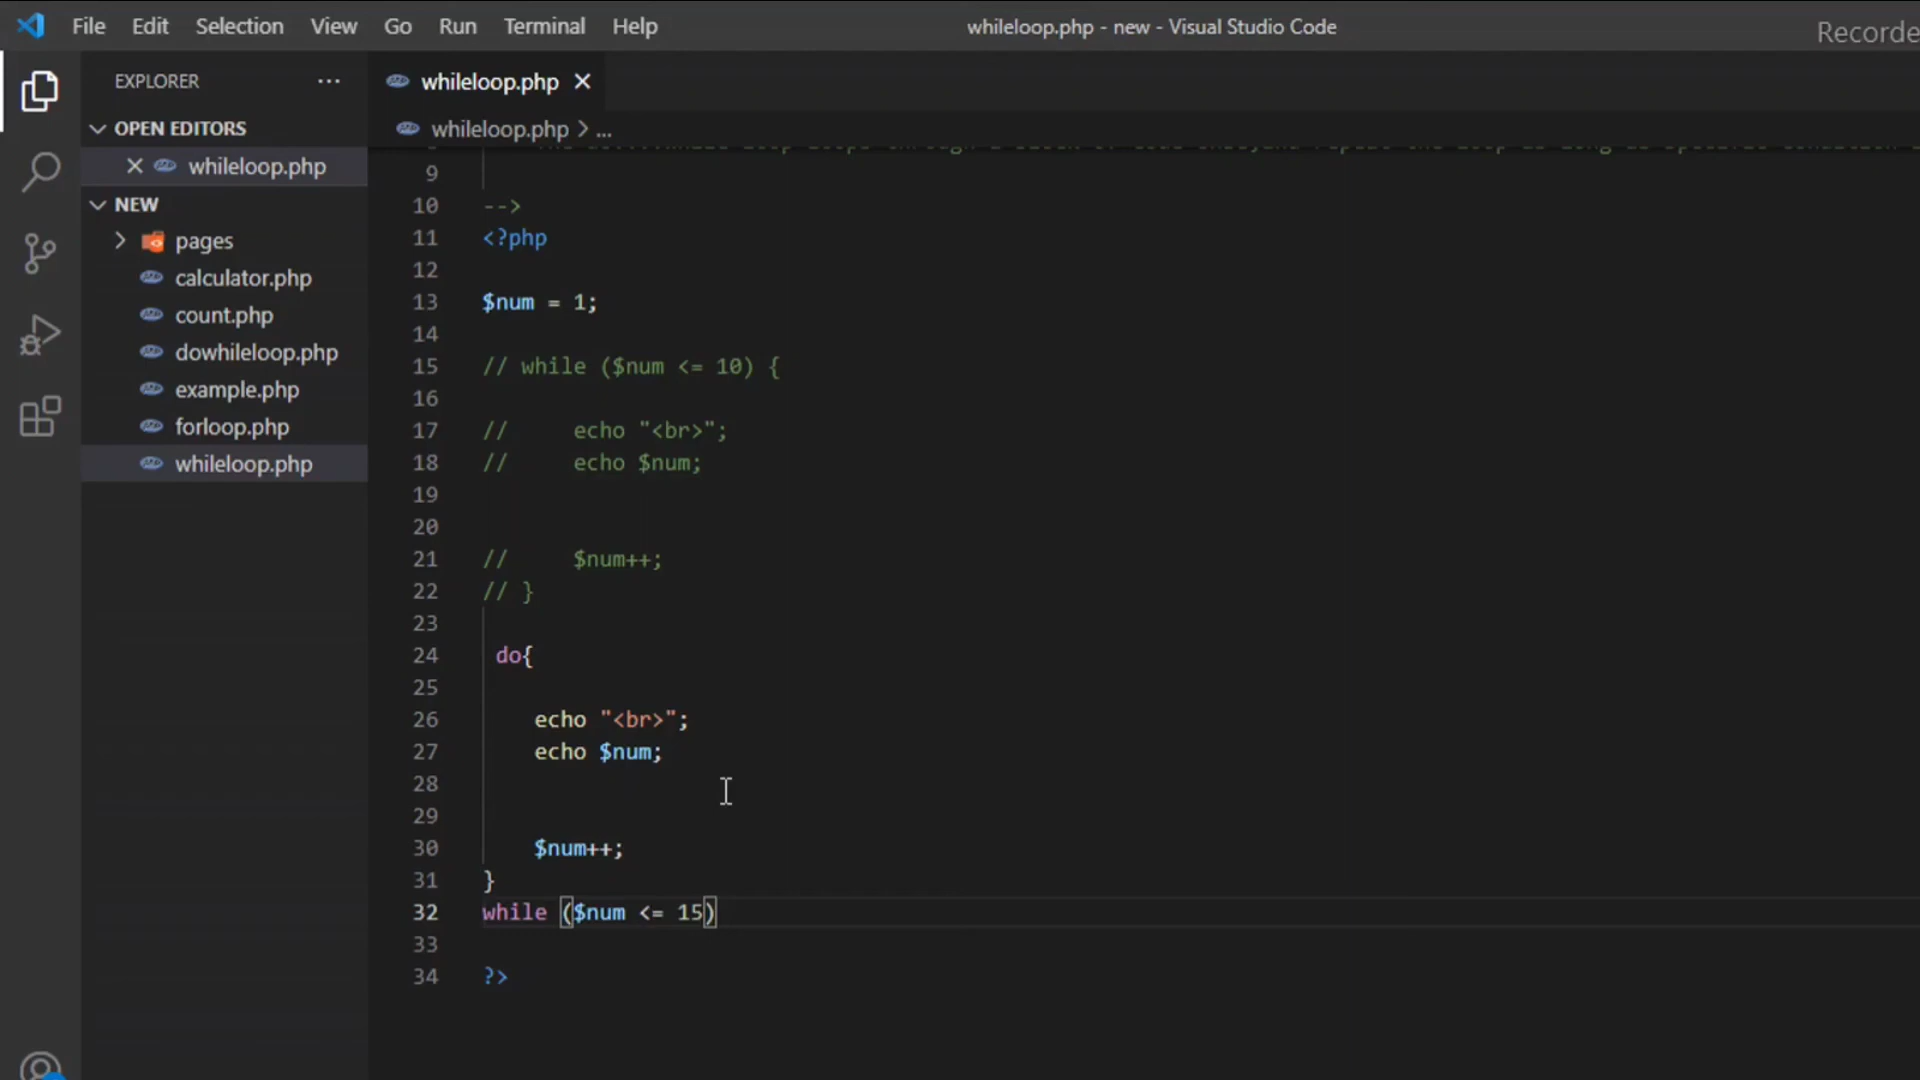 File Edit Selection View Go Run Terminal Help
whileloop.php - new - Visual Studio Code
Recorde
EXPLORER ...
OPEN EDITORS
whileloop.php
NEW
pages
calculator.php
count.php
dowhileloop.php
example.php
forloop.php
whileloop.php
whileloop.php
whileloop.php > ...
9
10 -->
11 <?php
12
13 $num = 1;
14
15 // while ($num <= 10) {
16
17 //     echo "<br>";
18 //     echo $num;
19
20
21 //     $num++;
22 // }
23
24 do{
25
26     echo "<br>";
27     echo $num;
28
29
30     $num++;
31 }
32 while ($num <= 15)
33
34 ?>